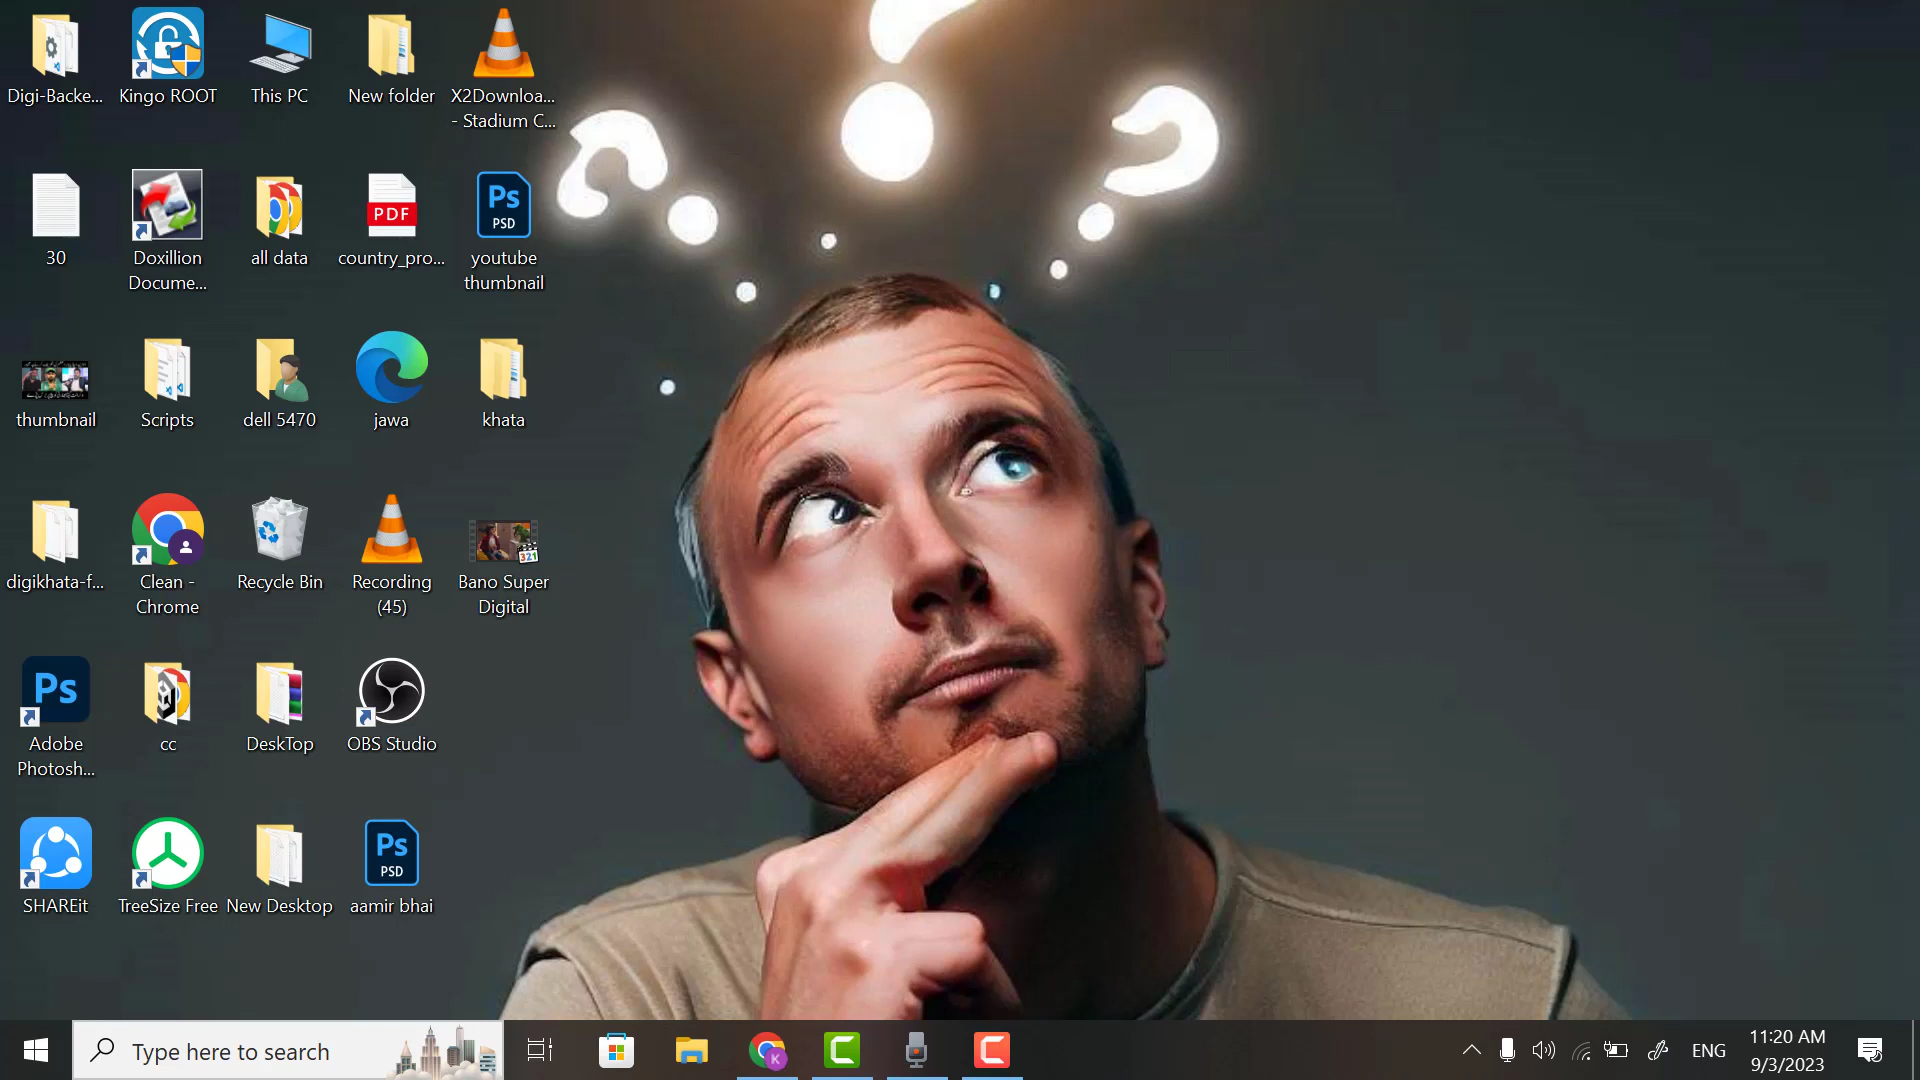 Digi-Backe...
Kingo ROOT
This PC
New folder
X2Downloa...
- Stadium C...
30
Doxillion
Docume...
all data
PDF
country_pro...
Ps
PSD
youtube
thumbnail
thumbnail
Scripts
dell 5470
jawa
khata
digikhata-f...
Clean -
Chrome
Recycle Bin
Recording
(45)
321
Bano Super
Digital
Ps
Adobe
Photosh...
cc
DeskTop
OBS Studio
SHAREit
TreeSize Free
New Desktop
Ps
PSD
aamir bhai
Type here to search
K
ENG
11:20 AM
9/3/2023